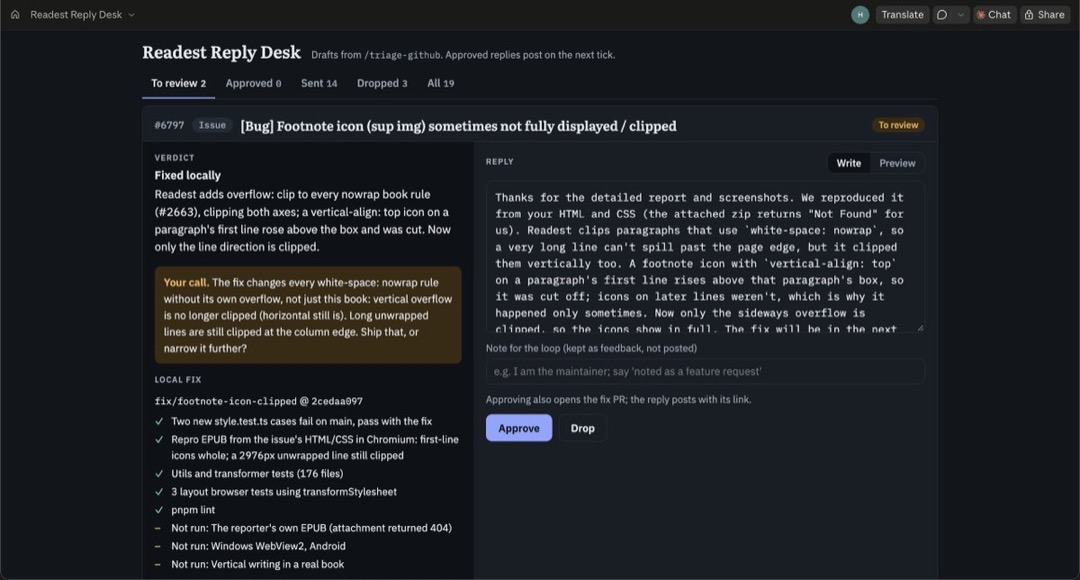 Readest Reply Desk
H
Translate
Chat
Share
Readest Reply Desk
Drafts from /triage-github. Approved replies post on the next tick.
To review 2
Approved 0
Sent 14
Dropped 3
All 19
#6797
Issue
[Bug] Footnote icon (sup img) sometimes not fully displayed / clipped
To review
VERDICT
Fixed locally
Readest adds overflow: clip to every nowrap book rule
(#2663), clipping both axes; a vertical-align: top icon on a
paragraph's first line rose above the box and was cut. Now
only the line direction is clipped.
Your call. The fix changes every white-space: nowrap rule
without its own overflow, not just this book: vertical overflow
is no longer clipped (horizontal still is). Long unwrapped
lines are still clipped at the column edge. Ship that, or
narrow it further?
LOCAL FIX
fix/footnote-icon-clipped @ 2cedaa097
Two new style.test.ts cases fail on main, pass with the fix
Repro EPUB from the issue's HTML/CSS in Chromium: first-line
icons whole; a 2976px unwrapped line still clipped
Utils and transformer tests (176 files)
3 layout browser tests using transformStylesheet
pnpm lint
Not run: The reporter's own EPUB (attachment returned 404)
Not run: Windows WebView2, Android
Not run: Vertical writing in a real book
REPLY
Write
Preview
Thanks for the detailed report and screenshots. We reproduced it
from your HTML and CSS (the attached zip returns "Not Found" for
us). Readest clips paragraphs that use `white-space: nowrap`, so
a very long line can't spill past the page edge, but it clipped
them vertically too. A footnote icon with `vertical-align: top`
on a paragraph's first line rises above that paragraph's box, so
it was cut off; icons on later lines weren't, which is why it
happened only sometimes. Now only the sideways overflow is
clipped, so the icons show in full. The fix will be in the next
Note for the loop (kept as feedback, not posted)
e.g. I am the maintainer; say 'noted as a feature request'
Approving also opens the fix PR; the reply posts with its link.
Approve
Drop